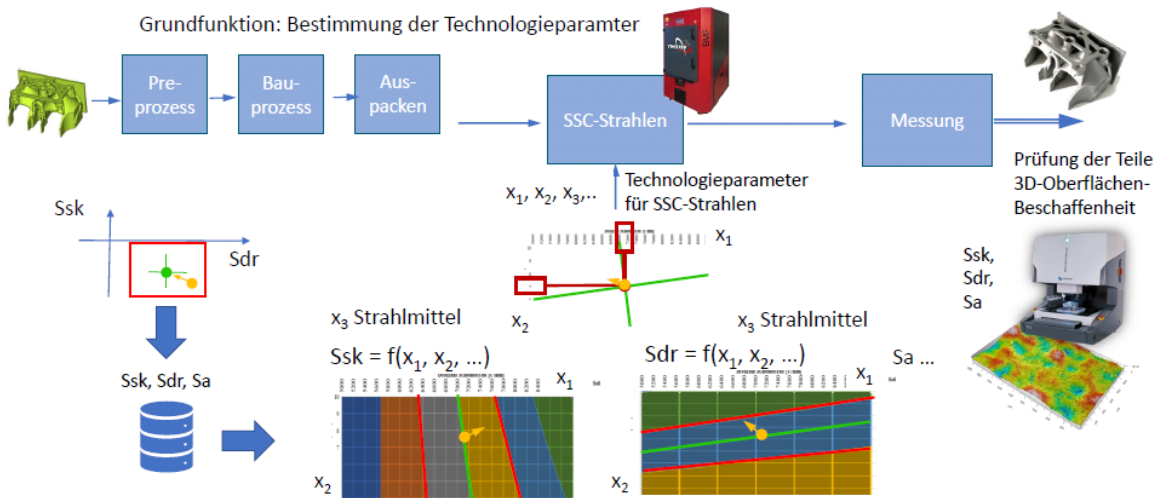 Grundfunktion: Bestimmung der Technologieparamter
Pre-
prozess
Bau-
prozess
Aus-
packen
SSC-Strahlen
Messung
Prüfung der Teile
3D-Oberflächen-
Beschaffenheit
x₁, x₂, x₃,..
Technologieparameter
für SSC-Strahlen
Ssk
Sdr
x₁
x₂
Ssk,
Sdr,
Sa
x₃ Strahlmittel
Ssk = f(x₁, x₂, ...)
x₁
x₂
x₃ Strahlmittel
Sdr = f(x₁, x₂, ...)
Sa ...
x₁
x₂
Ssk, Sdr, Sa